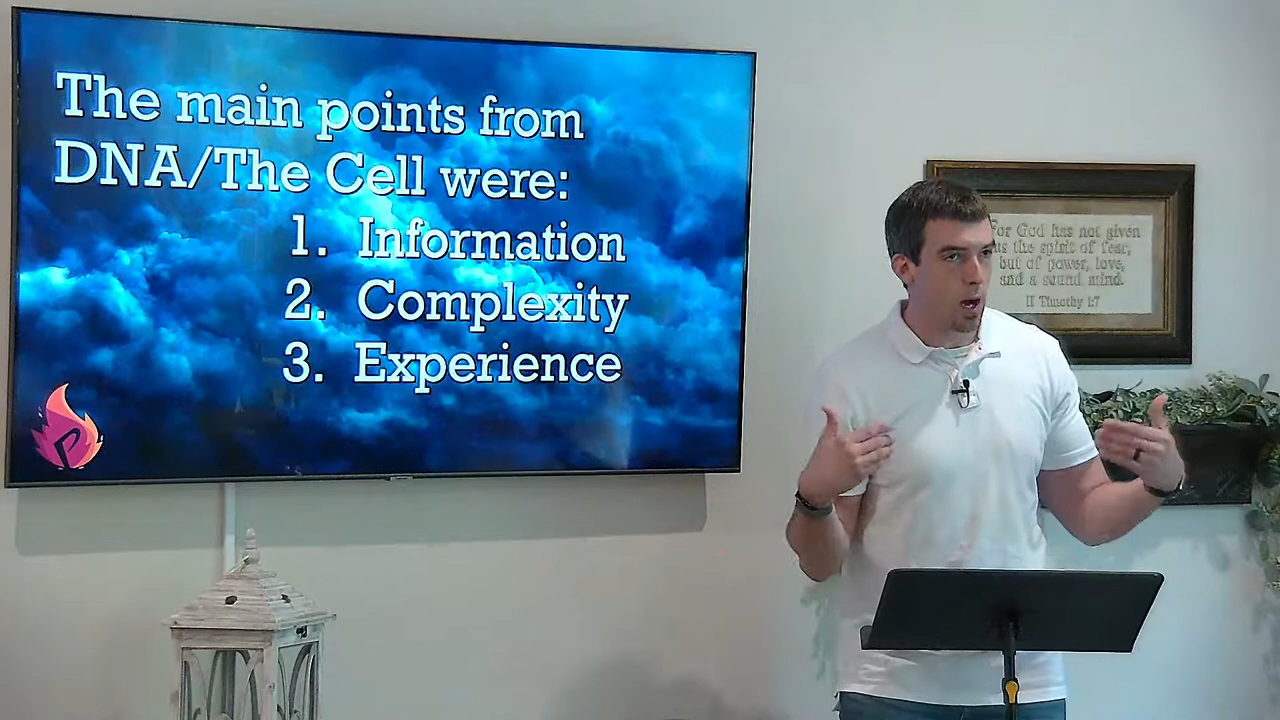 The main points from
DNA/The Cell were:
1. Information
2. Complexity
3. Experience
P
For God has not given
us the spirit of fear,
but of power, love,
and a sound mind.
II Timothy 1:7